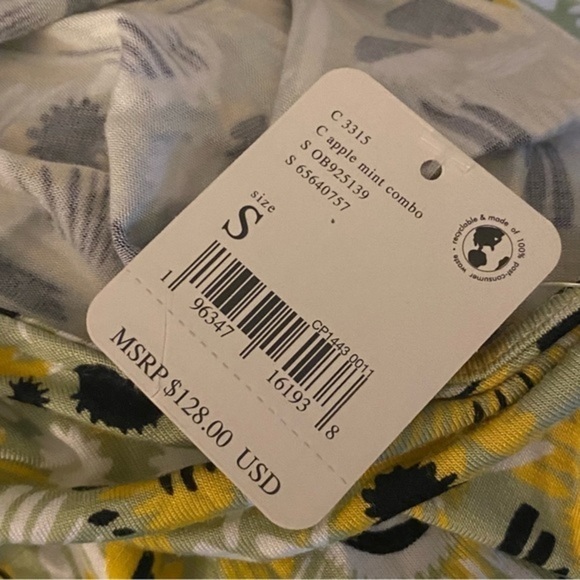 C 3315
C apple mint combo
S OB925139
S 65640757
size
S
CP1443 0011
1 96347 16193 8
MSRP $128.00 USD
• recyclable & made of 100% post-consumer waste